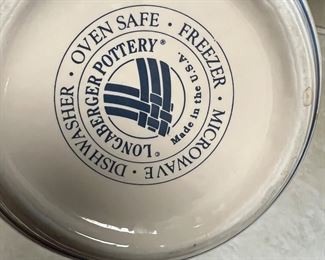 OVEN SAFE • FREEZER • MICROWAVE • DISHWASHER •
LONGABERGER POTTERY®
Made in the U.S.A.
®